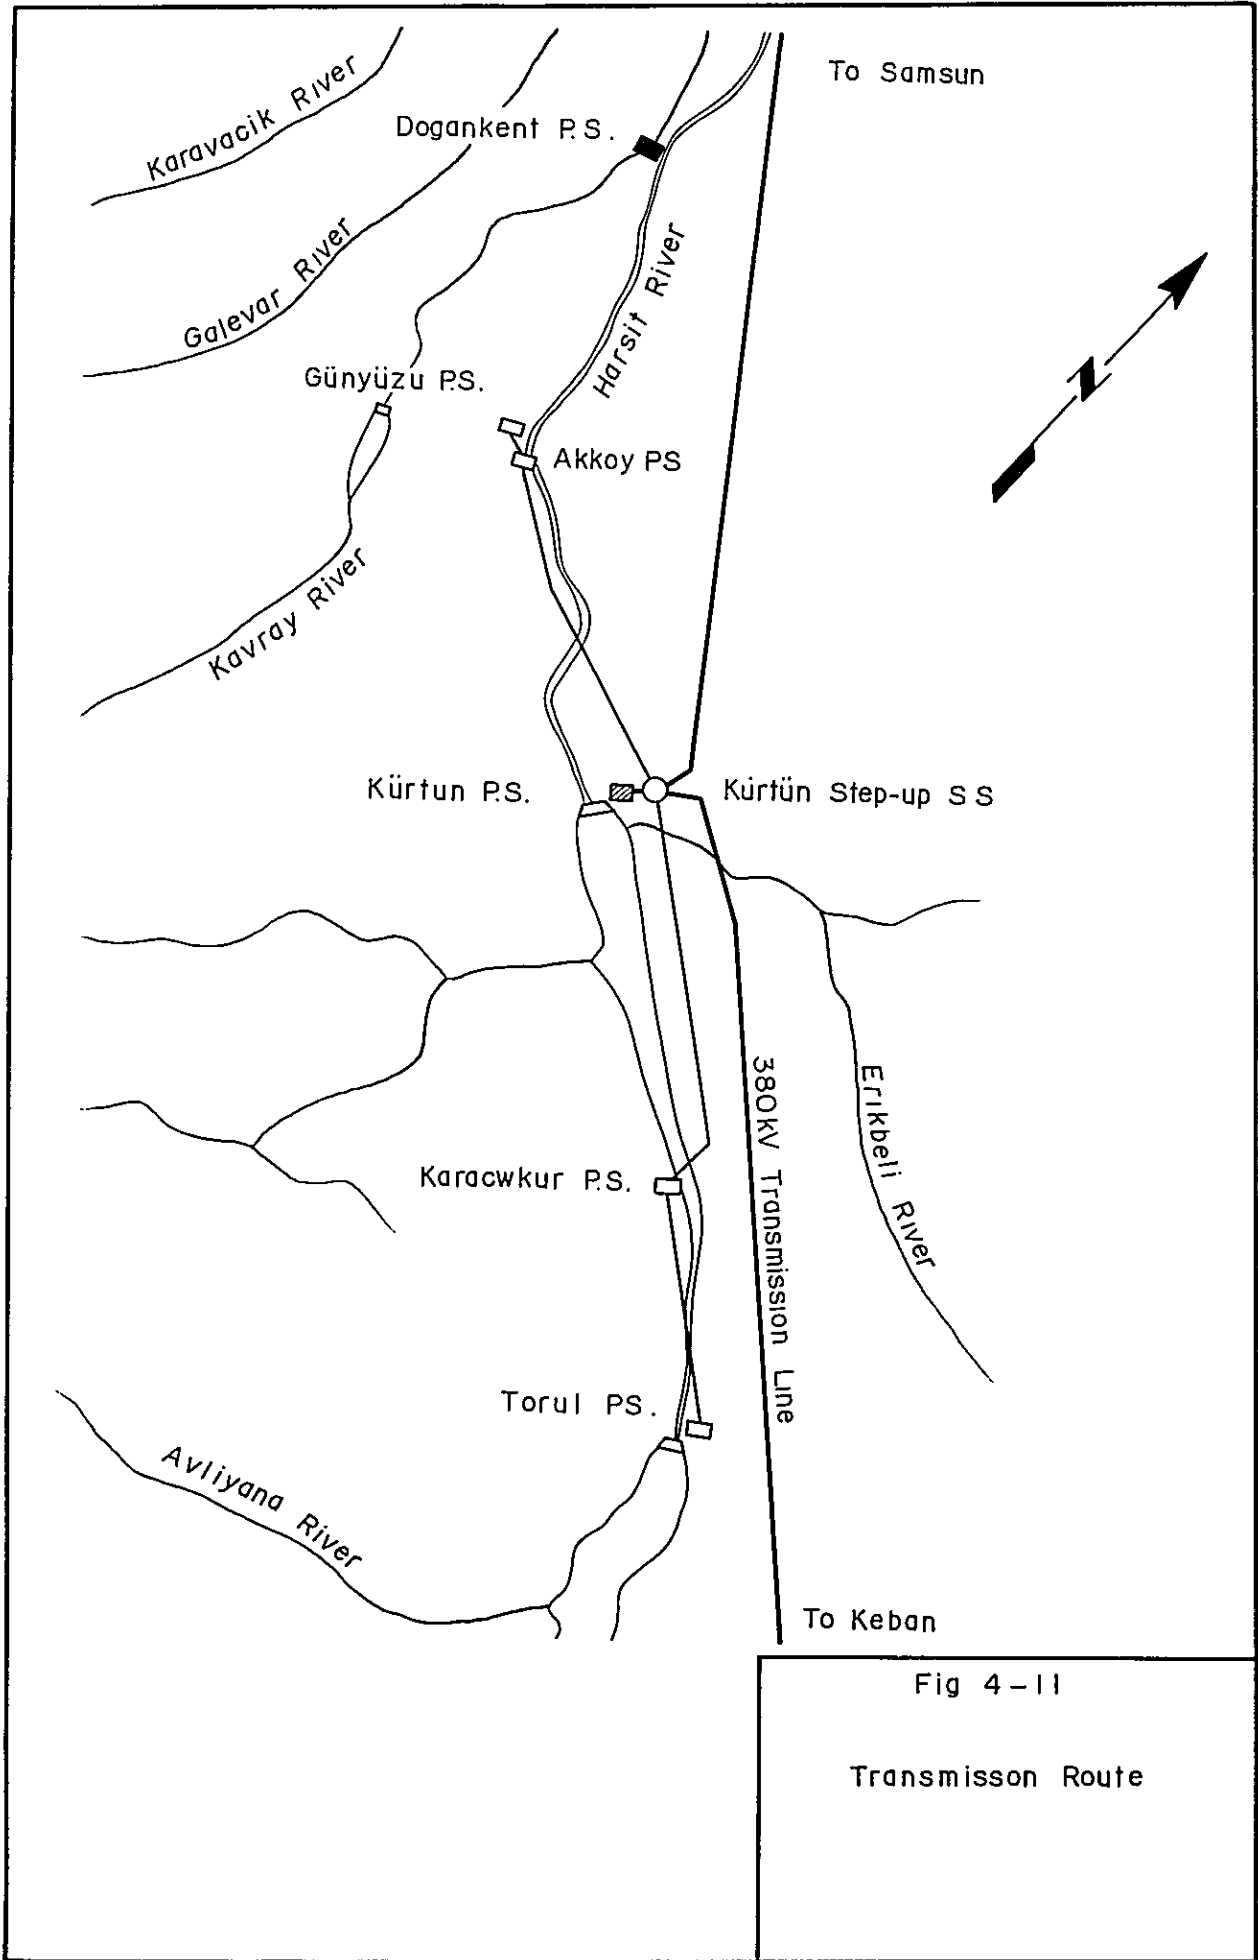 To Samsun
Karavacik River
Dogankent P.S.
Galevar River
Harsit River
N
Günyüzu P.S.
Akkoy PS
Kavray River
Kürtun P.S.
Kürtün Step-up S S
380kV Transmission Line
Erikbeli River
Karacwkur P.S.
Torul PS.
Avliyana River
To Keban
Fig 4-11
Transmisson Route